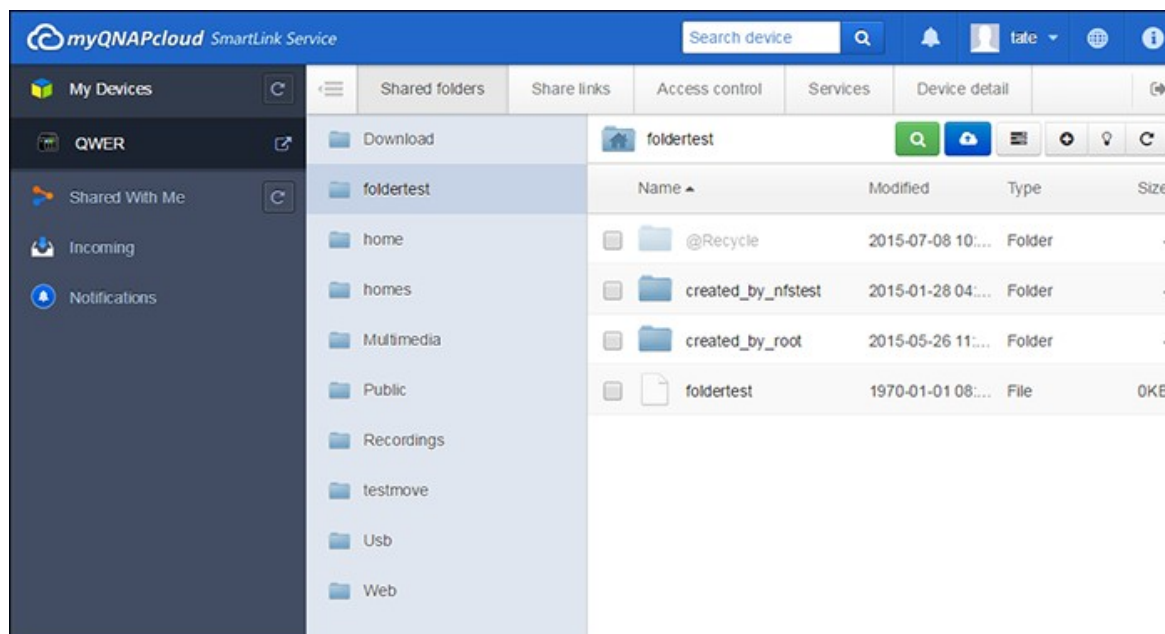 myQNAPcloud SmartLink Service
Search device
tate
My Devices
Shared folders
Share links
Access control
Services
Device detail
QWER
Download
foldertest
foldertest
Name
Modified
Type
Size
Shared With Me
home
@Recycle
2015-07-08 10:...
Folder
Incoming
homes
created_by_nfstest
2015-01-28 04:...
Folder
Notifications
Multimedia
created_by_root
2015-05-26 11:...
Folder
Public
foldertest
1970-01-01 08:...
File
0KB
Recordings
testmove
Usb
Web